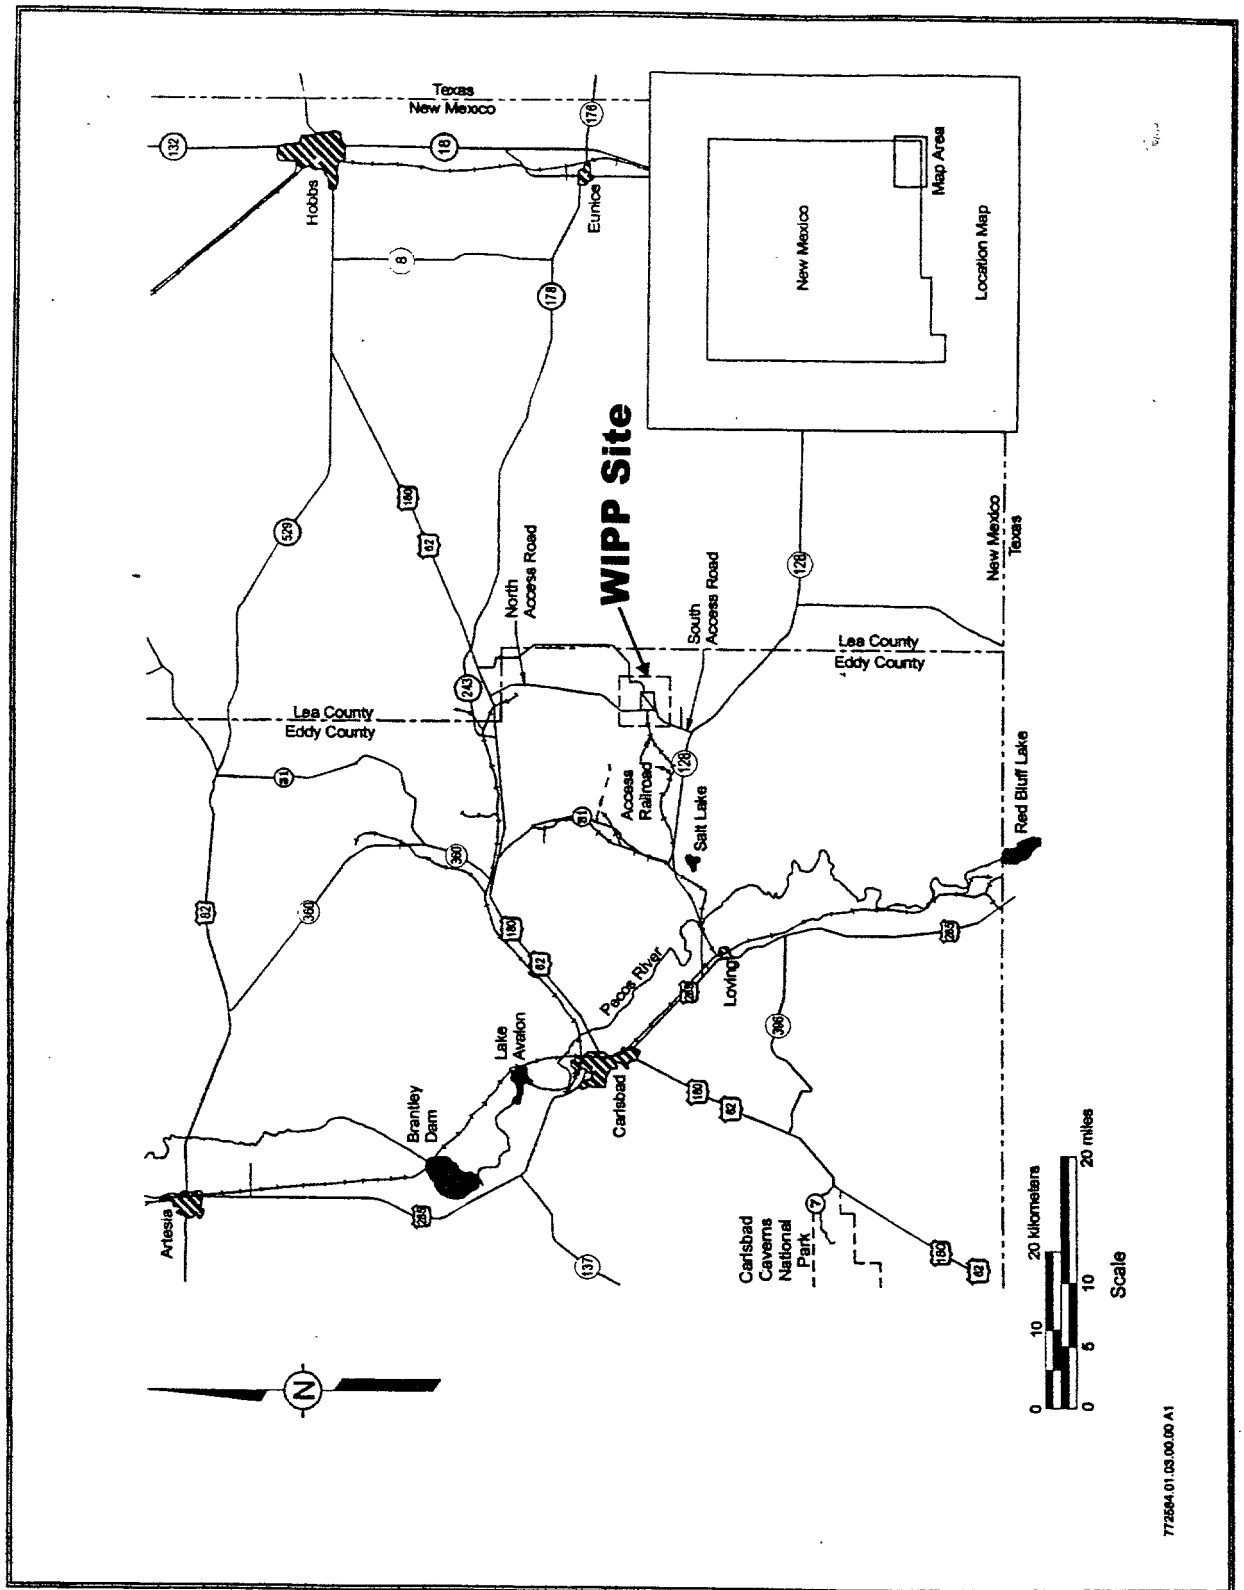 Texas
New Mexico
132
18
176
Hobbs
Eunice
8
178
New Mexico
Map Area
Location Map
529
180
62
WIPP Site
North
Access Road
South
Access Road
128
New Mexico
Texas
243
Lea County
Eddy County
Lea County
Eddy County
31
360
360
82
31
Access
Railroad
128
Salt Lake
Red Bluff Lake
180
62
Pecos River
285
Loving
285
396
Lake
Avalon
Brantley
Dam
Carlsbad
180
62
Artesia
285
137
Carlsbad
Caverns
National
Park
7
180
62
N
0
10
20 kilometers
0
5
10
20 miles
Scale
772584.01.03.00.00 A1